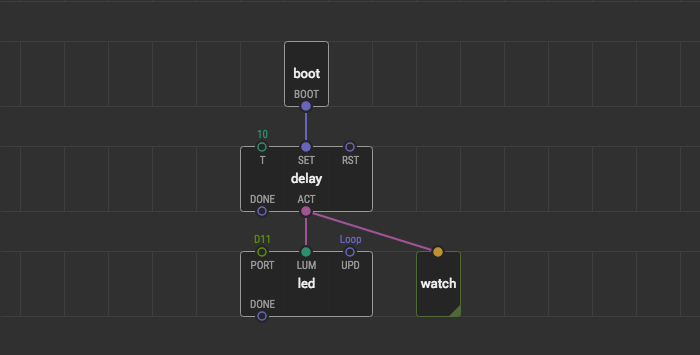 boot
BOOT
10
T SET RST
delay
DONE ACT
D11 Loop
PORT LUM UPD
led watch
DONE